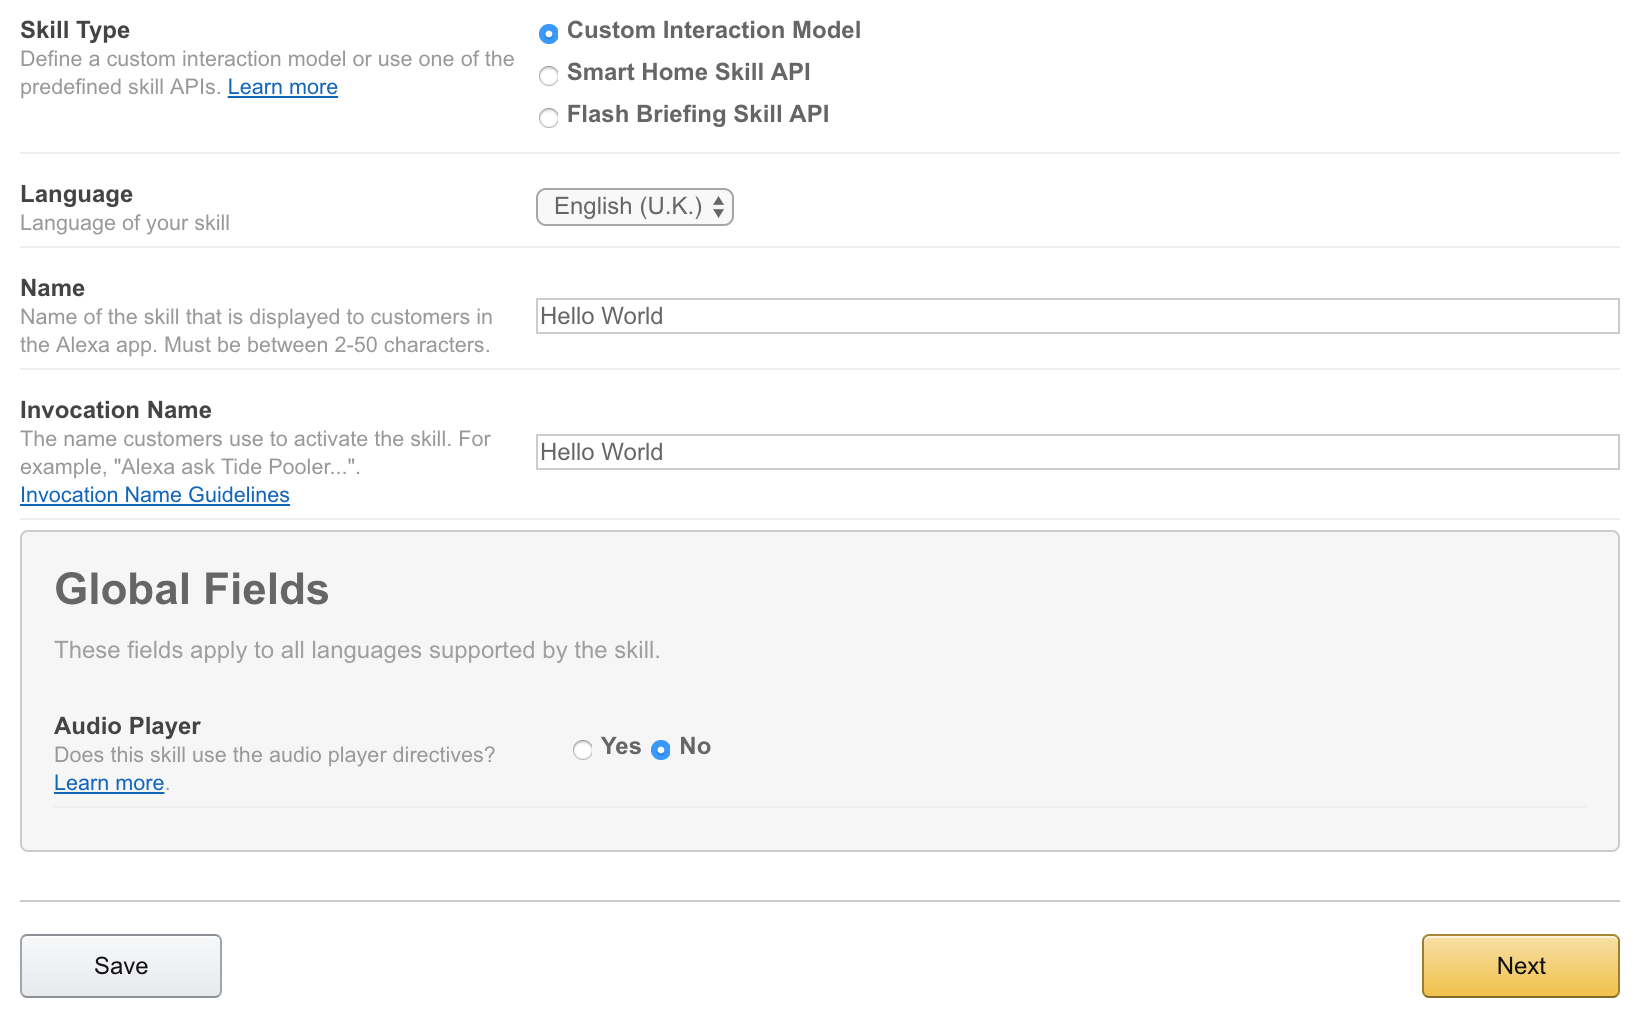 Skill Type
Define a custom interaction model or use one of the
predefined skill APIs. Learn more
Custom Interaction Model
Smart Home Skill API
Flash Briefing Skill API
Language
Language of your skill
English (U.K.)
Name
Name of the skill that is displayed to customers in
the Alexa app. Must be between 2-50 characters.
Hello World
Invocation Name
The name customers use to activate the skill. For
example, "Alexa ask Tide Pooler...".
Invocation Name Guidelines
Hello World
Global Fields
These fields apply to all languages supported by the skill.
Audio Player
Does this skill use the audio player directives?
Learn more.
Yes No
Save
Next